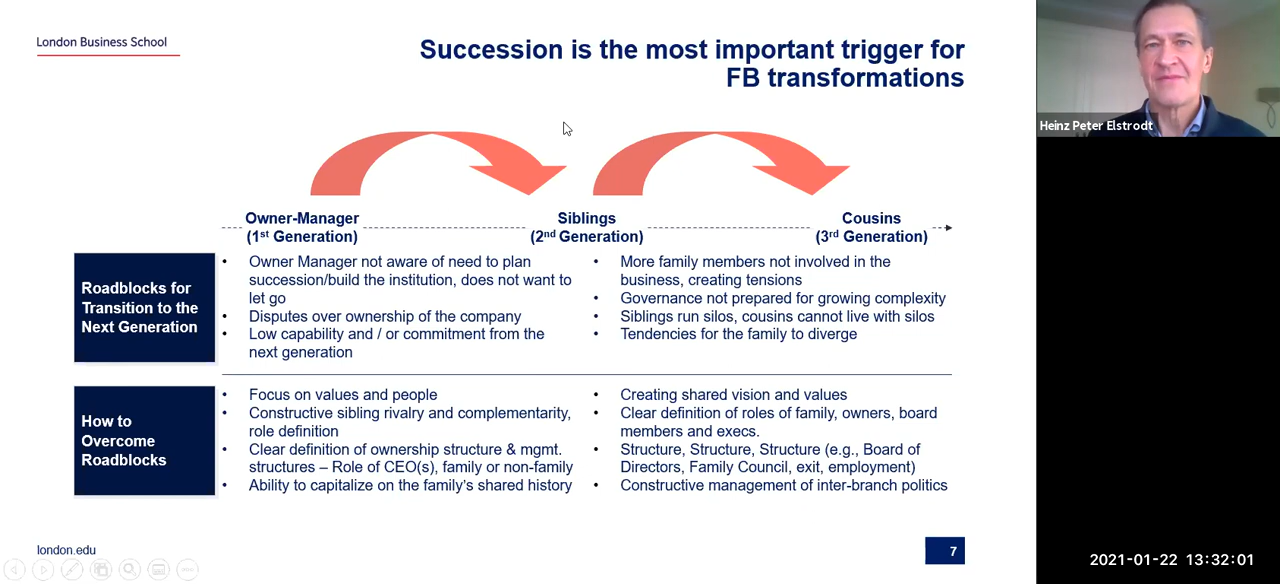 London Business School
Succession is the most important trigger for
FB transformations
Heinz Peter Elstrodt
Owner-Manager
(1st Generation)
Siblings
(2nd Generation)
Cousins
(3rd Generation)
Roadblocks for
Transition to the
Next Generation
• Owner Manager not aware of need to plan
succession/build the institution, does not want to
let go
• Disputes over ownership of the company
• Low capability and / or commitment from the
next generation
• More family members not involved in the
business, creating tensions
• Governance not prepared for growing complexity
• Siblings run silos, cousins cannot live with silos
• Tendencies for the family to diverge
How to
Overcome
Roadblocks
• Focus on values and people
• Constructive sibling rivalry and complementarity,
role definition
• Clear definition of ownership structure & mgmt.
structures – Role of CEO(s), family or non-family
• Ability to capitalize on the family's shared history
• Creating shared vision and values
• Clear definition of roles of family, owners, board
members and execs.
• Structure, Structure, Structure (e.g., Board of
Directors, Family Council, exit, employment)
• Constructive management of inter-branch politics
london.edu
7
2021-01-22 13:32:01